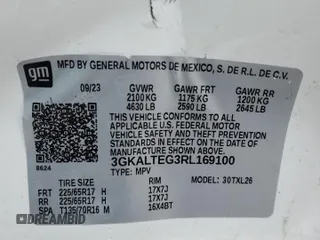 gm
MFD BY GENERAL MOTORS DE MEXICO, S. DE R.L. DE C.V.
09/23 GVWR GAWR FRT GAWR RR
2100 KG 1175 KG 1200 KG
4630 LB 2590 LB 2645 LB
THIS VEHICLE CONFORMS TO ALL APPLICABLE U.S. FEDERAL MOTOR
VEHICLE SAFETY AND THEFT PREVENTION STANDARDS IN EFFECT ON THE DATE OF
MANUFACTURE SHOWN ABOVE.
3GKALTEG3RL169100
TYPE: MPV MODEL: 30TXL26
8624
TIRE SIZE RIM
FRT 225/65R17 H 17X7J
RR 225/65R17 H 17X7J
SPA T135/70R16 M 16X4BT